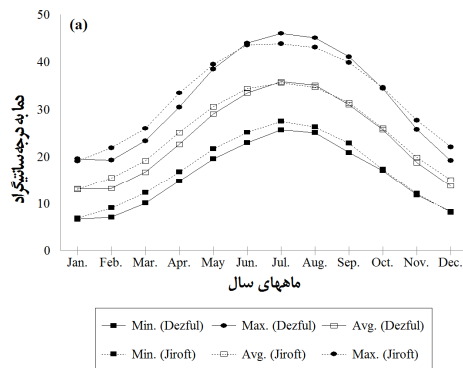 (a)
50
40
30
20
10
0
دما به درجه سانتیگراد
Jan. Feb. Mar. Apr. May Jun. Jul. Aug. Sep. Oct. Nov. Dec.
ماههای سال
Min. (Dezful) Max. (Dezful) Avg. (Dezful)
Min. (Jiroft) Avg. (Jiroft) Max. (Jiroft)